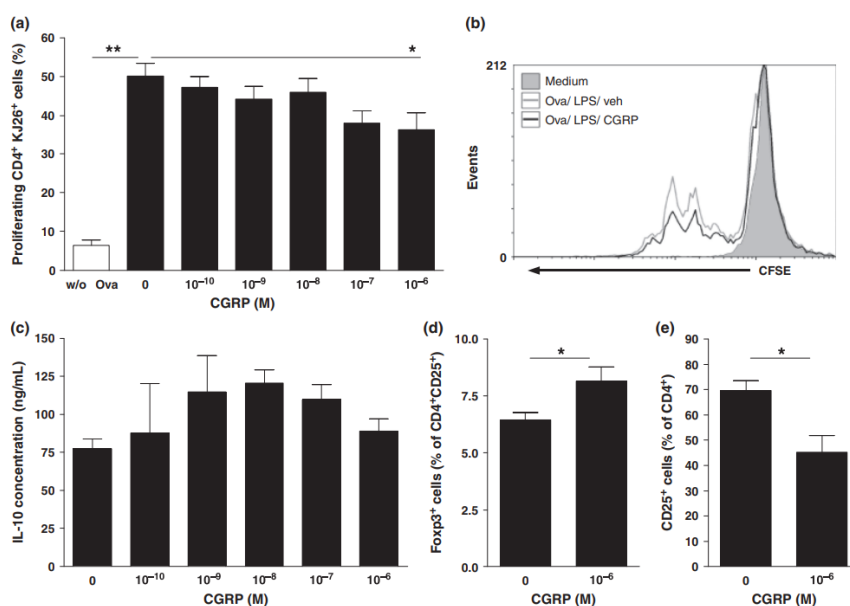 (a)
Proliferating CD4⁺ KJ26⁺ cells (%)
60
50
40
30
20
10
0
**
*
w/o Ova 0 10⁻¹⁰ 10⁻⁹ 10⁻⁸ 10⁻⁷ 10⁻⁶
CGRP (M)
(b)
Events
212
0
Medium
Ova/ LPS/ veh
Ova/ LPS/ CGRP
CFSE
(c)
IL-10 concentration (ng/mL)
150
125
100
75
50
25
0
0 10⁻¹⁰ 10⁻⁹ 10⁻⁸ 10⁻⁷ 10⁻⁶
CGRP (M)
(d)
Foxp3⁺ cells (% of CD4⁺CD25⁺)
10.0
7.5
5.0
2.5
0.0
*
0 10⁻⁶
CGRP (M)
(e)
CD25⁺ cells (% of CD4⁺)
90
80
70
60
50
40
30
20
10
0
*
0 10⁻⁶
CGRP (M)